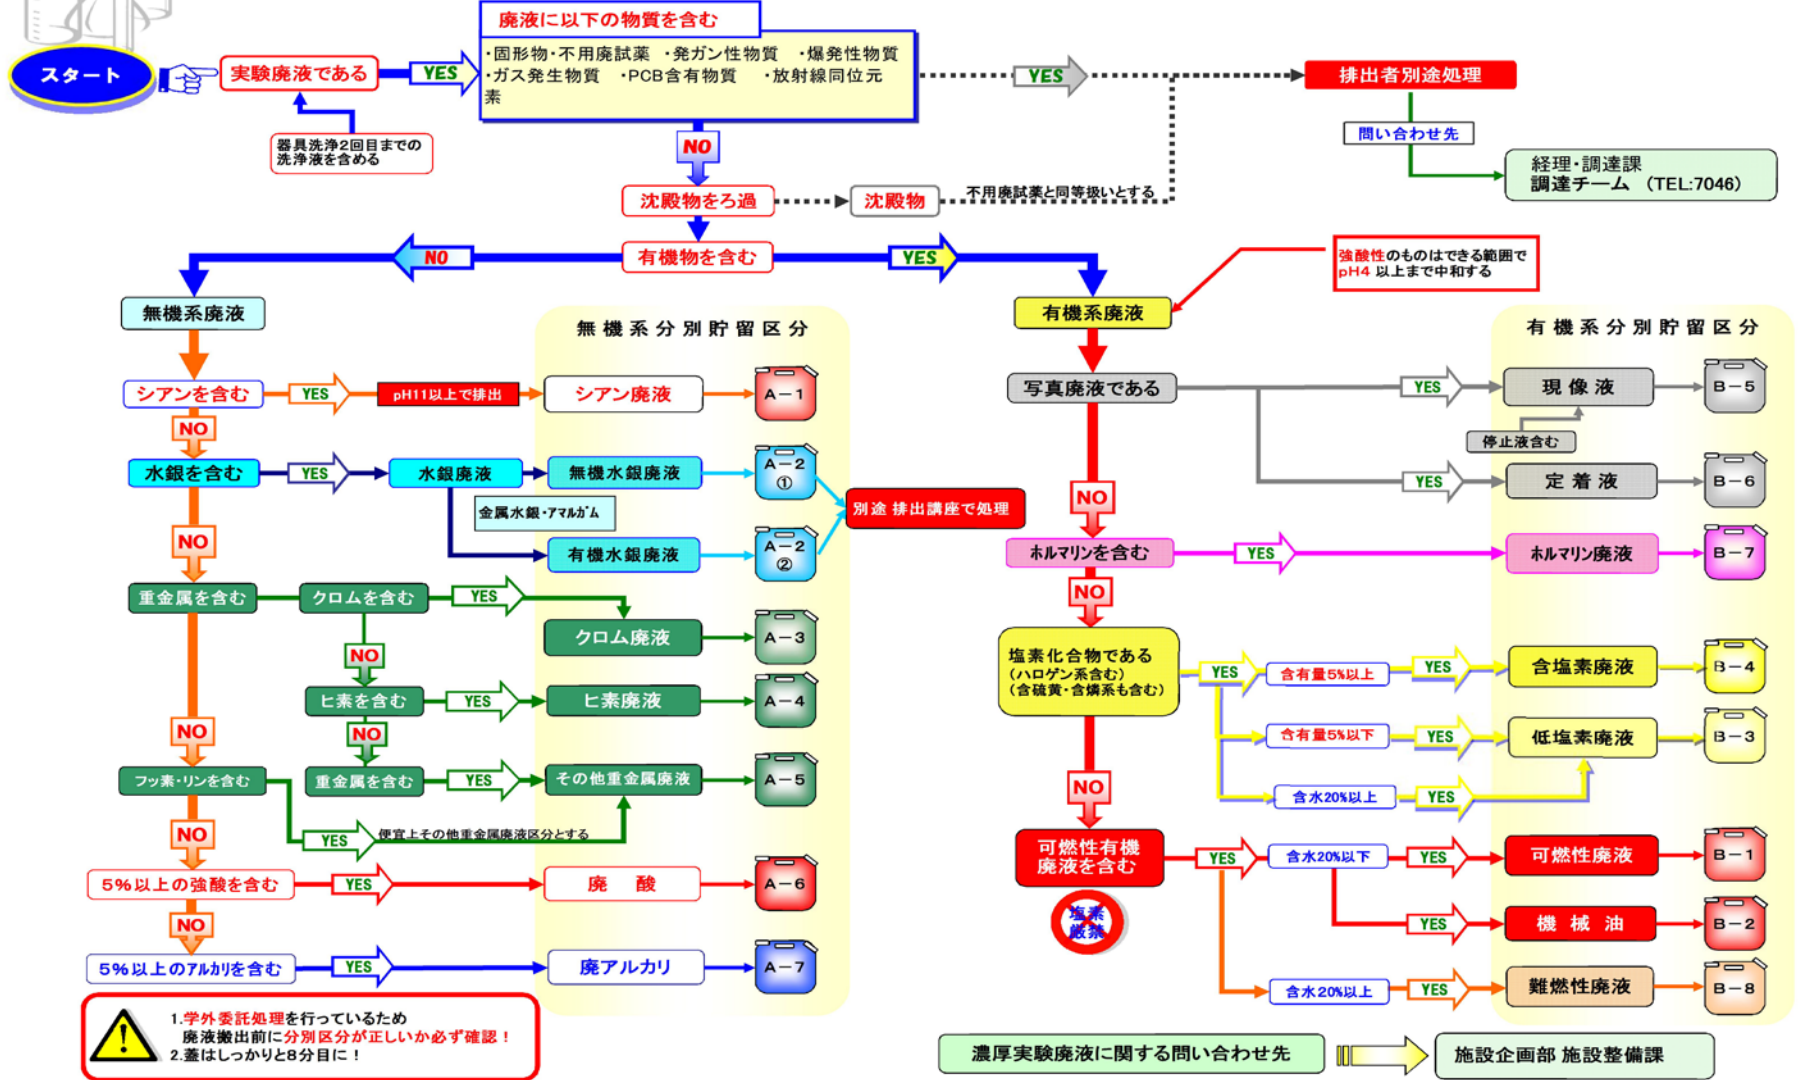 スタート
実験廃液である
YES
廃液に以下の物質を含む
・固形物・不用廃試薬 ・発ガン性物質 ・爆発性物質
・ガス発生物質 ・PCB含有物質 ・放射線同位元
素
YES
排出者別途処理
器具洗浄2回目までの
洗浄液を含める
NO
問い合わせ先
経理・調達課
調達チーム (TEL:7046)
沈殿物をろ過
沈殿物
不用廃試薬と同等扱いとする
NO
有機物を含む
YES
強酸性のものはできる範囲で
pH4 以上まで中和する
無機系廃液
無機系分別貯留区分
シアンを含む
YES
pH11以上で排出
シアン廃液
A-1
NO
水銀を含む
YES
水銀廃液
無機水銀廃液
A-2
①
金属水銀・アマルガム
別途 排出講座で処理
NO
有機水銀廃液
A-2
②
重金属を含む
クロムを含む
YES
クロム廃液
A-3
NO
ヒ素を含む
YES
ヒ素廃液
A-4
NO
NO
フッ素・リンを含む
重金属を含む
YES
その他重金属廃液
A-5
NO
YES
便宜上その他重金属廃液区分とする
5%以上の強酸を含む
YES
廃 酸
A-6
NO
5%以上のアルカリを含む
YES
廃アルカリ
A-7
1.学外委託処理を行っているため
廃液搬出前に分別区分が正しいか必ず確認!
2.蓋はしっかりと8分目に!
有機系廃液
有機系分別貯留区分
写真廃液である
YES
現像液
B-5
停止液含む
YES
定着液
B-6
NO
ホルマリンを含む
YES
ホルマリン廃液
B-7
NO
塩素化合物である
(ハロゲン系含む)
(含硫黄・含燐系も含む)
YES
含有量5%以上
YES
含塩素廃液
B-4
含有量5%以下
YES
低塩素廃液
B-3
NO
含水20%以上
YES
可燃性有機
廃液を含む
YES
含水20%以下
YES
可燃性廃液
B-1
塩素
厳禁
YES
機械油
B-2
含水20%以上
YES
難燃性廃液
B-8
濃厚実験廃液に関する問い合わせ先
施設企画部 施設整備課